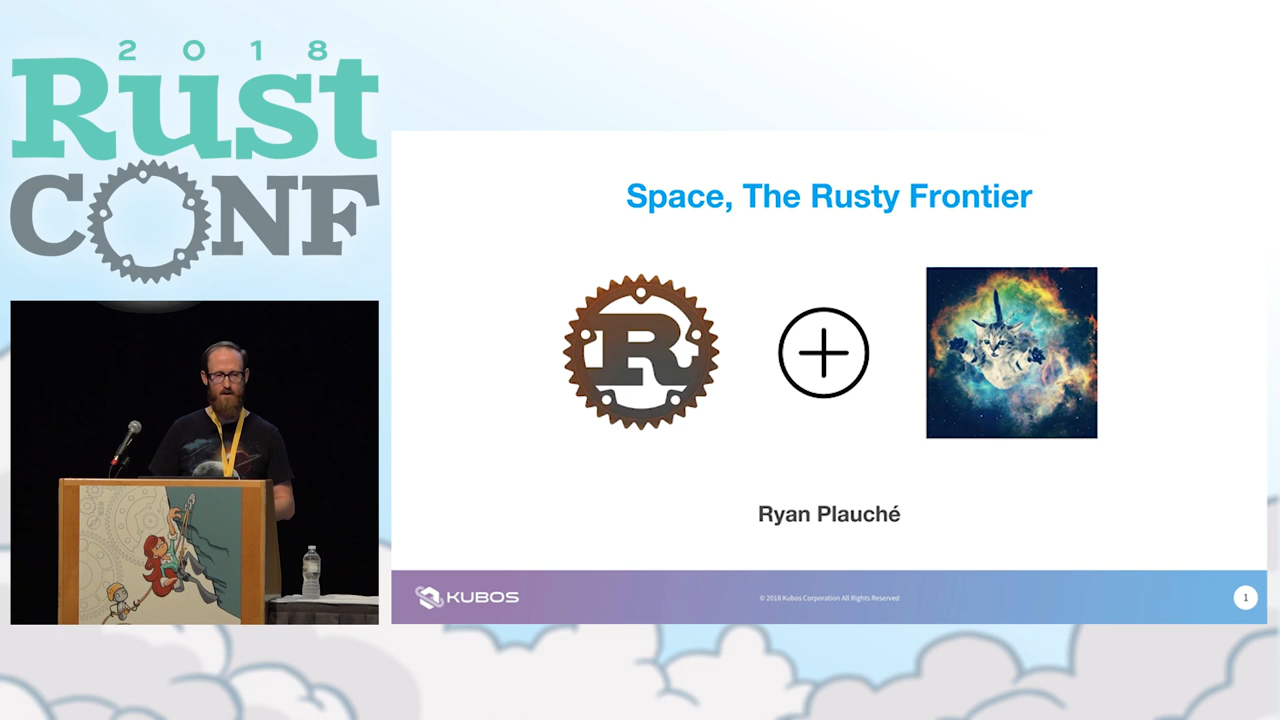 2018
Rust
CONF
Space, The Rusty Frontier
R
Ryan Plauché
KUBOS
© 2018 Kubos Corporation All Rights Reserved
1